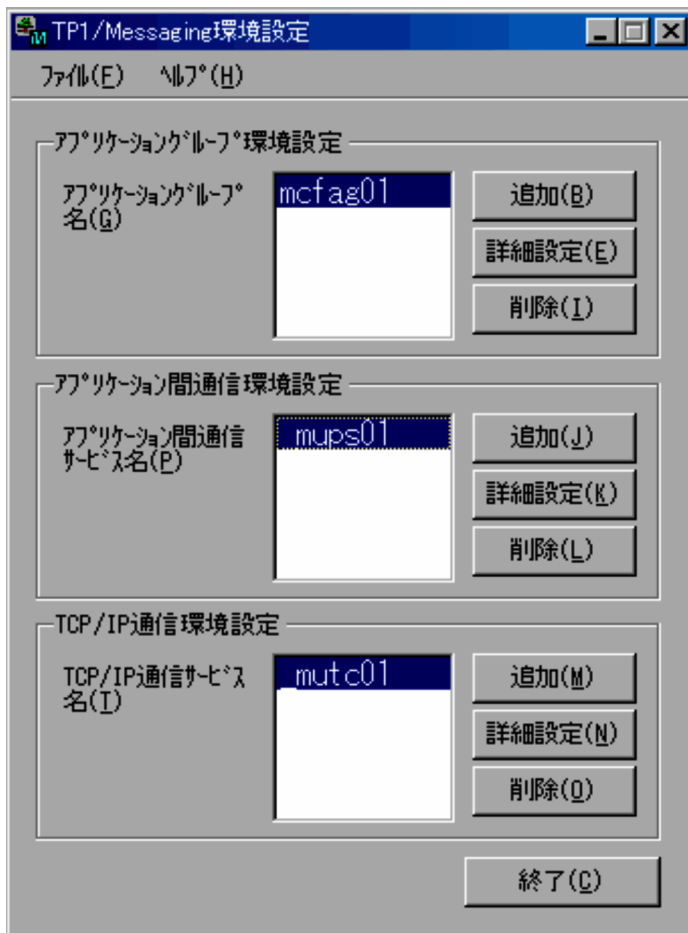 TP1/Messaging環境設定
ﾌｧｲﾙ(F) ﾍﾙﾌﾟ(H)
ｱﾌﾟﾘｹｰｼｮﾝｸﾞﾙｰﾌﾟ環境設定
ｱﾌﾟﾘｹｰｼｮﾝｸﾞﾙｰﾌﾟ
名(G)
mcfag01
追加(B)
詳細設定(E)
削除(I)
ｱﾌﾟﾘｹｰｼｮﾝ間通信環境設定
ｱﾌﾟﾘｹｰｼｮﾝ間通信
ｻｰﾋﾞｽ名(P)
_mups01
追加(J)
詳細設定(K)
削除(L)
TCP/IP通信環境設定
TCP/IP通信ｻｰﾋﾞｽ
名(T)
_mutc01
追加(M)
詳細設定(N)
削除(O)
終了(C)